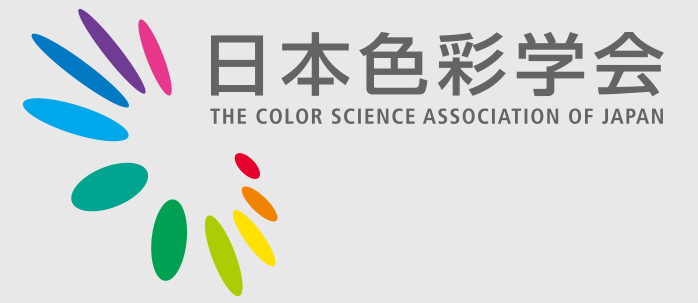 日本色彩学会
THE COLOR SCIENCE ASSOCIATION OF JAPAN